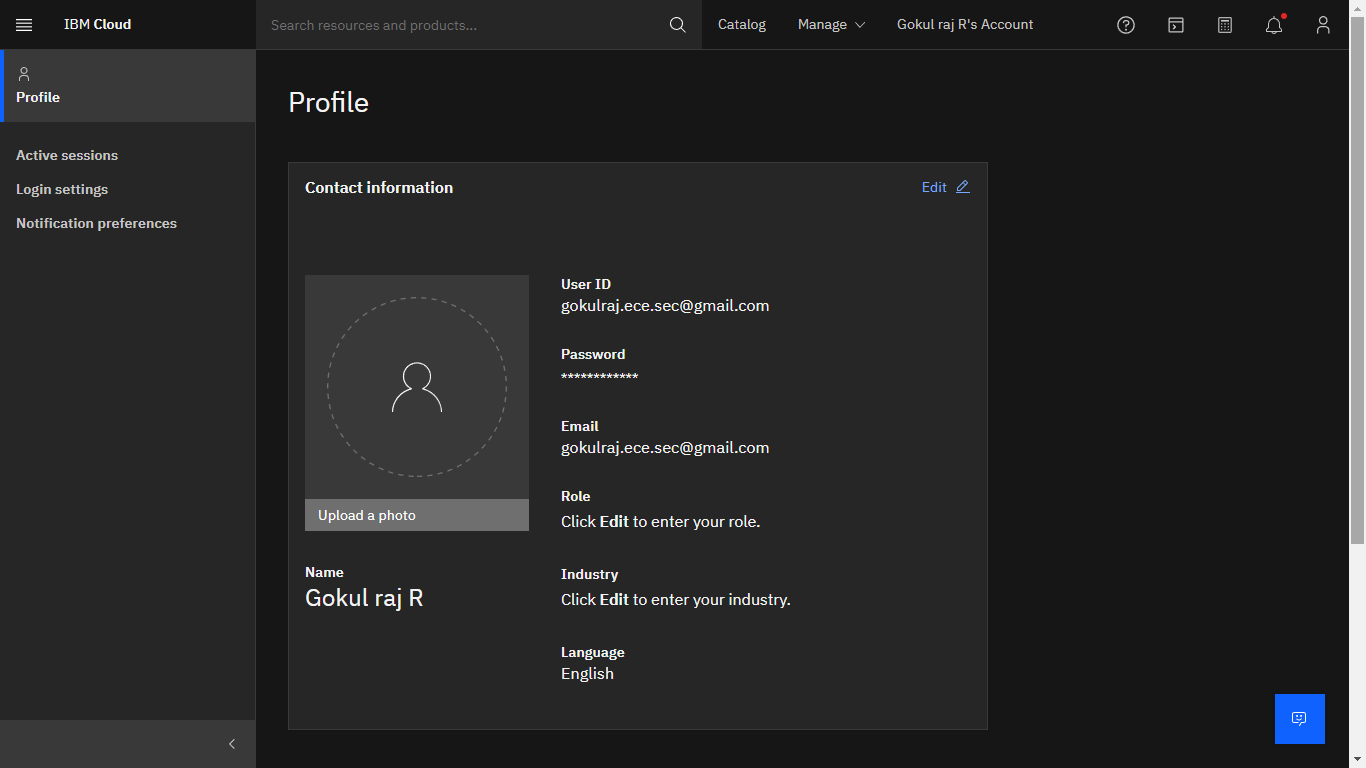 IBM Cloud
Search resources and products...
Catalog
Manage
Gokul raj R's Account
Profile
Active sessions
Login settings
Notification preferences
Profile
Contact information
Edit
Upload a photo
Name
Gokul raj R
User ID
gokulraj.ece.sec@gmail.com
Password
************
Email
gokulraj.ece.sec@gmail.com
Role
Click Edit to enter your role.
Industry
Click Edit to enter your industry.
Language
English